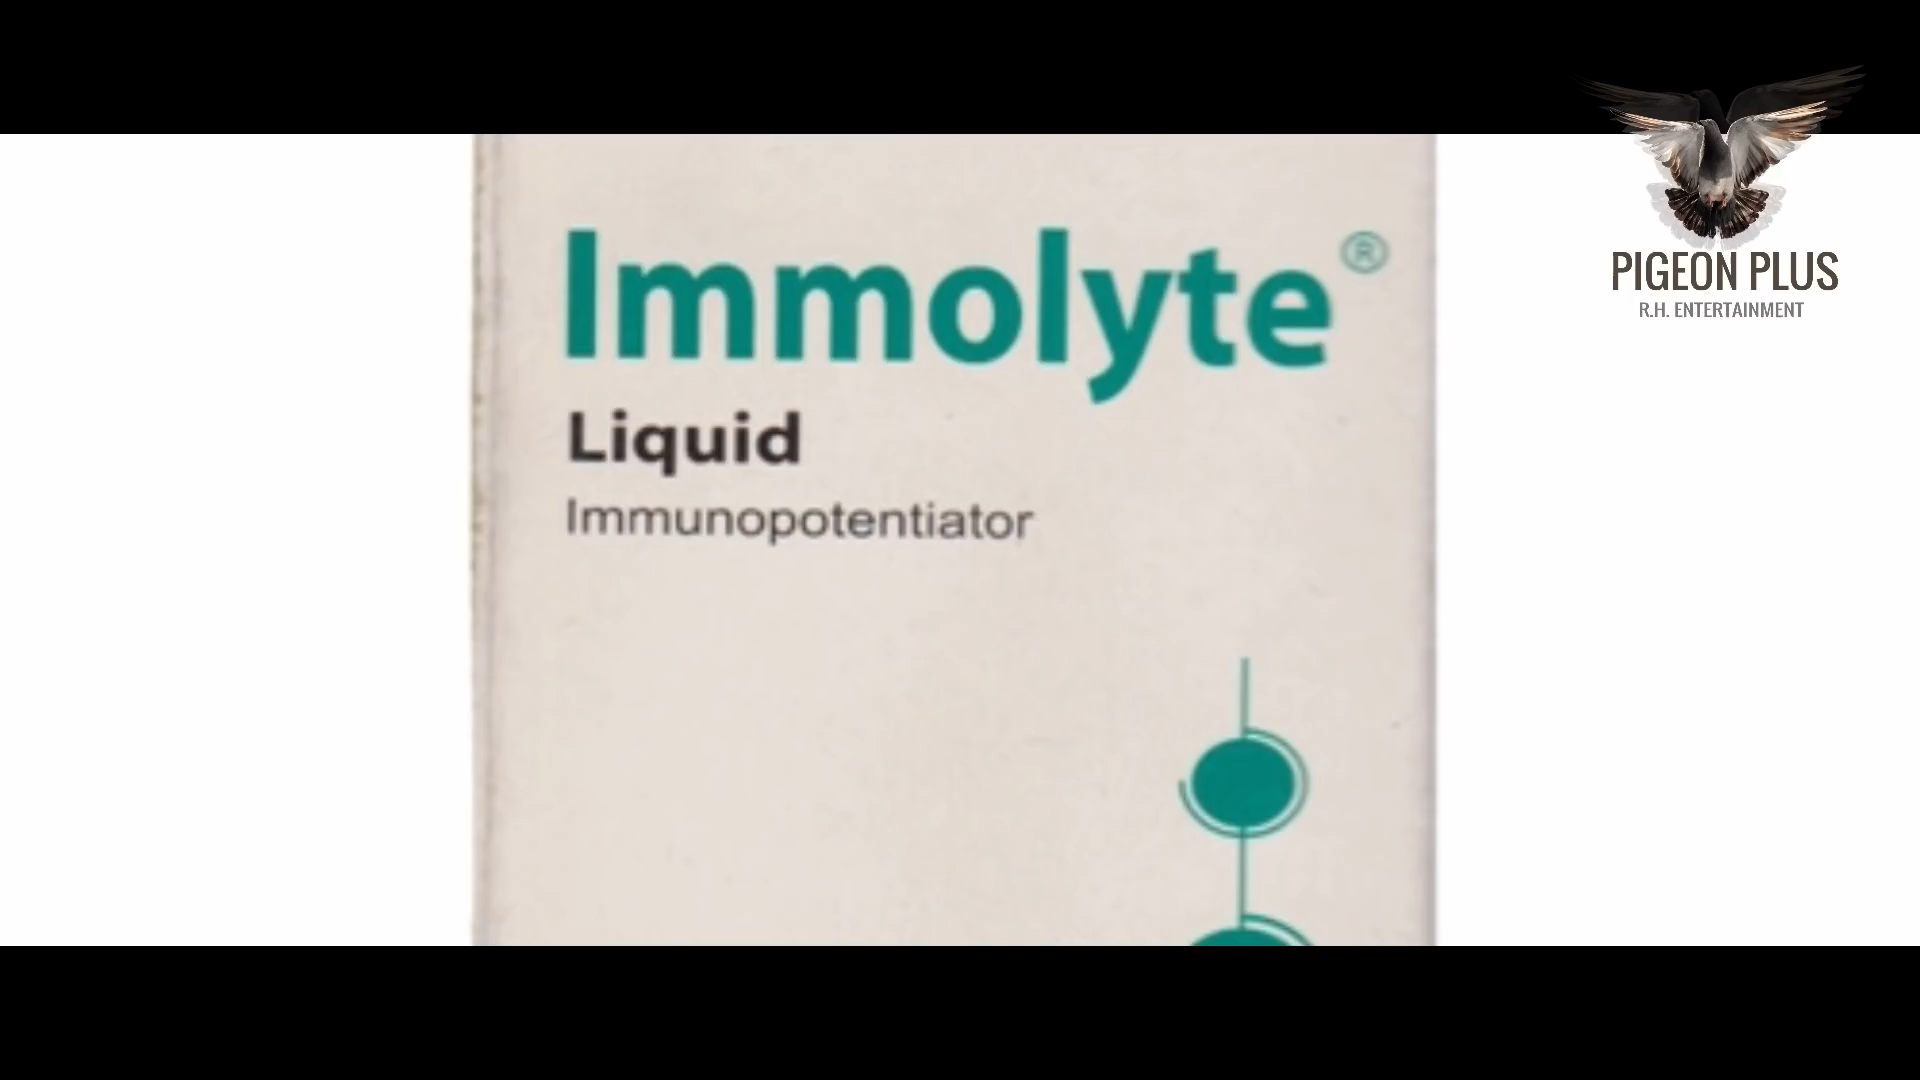 Immolyte®
Liquid
Immunopotentiator
PIGEON PLUS
R.H. ENTERTAINMENT